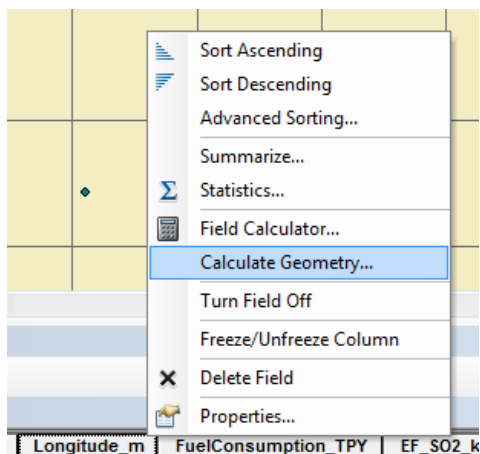 Sort Ascending
Sort Descending
Advanced Sorting...
Summarize...
Statistics...
Field Calculator...
Calculate Geometry...
Turn Field Off
Freeze/Unfreeze Column
Delete Field
Properties...
Longitude_m FuelConsumption_TPY EF_SO2_k